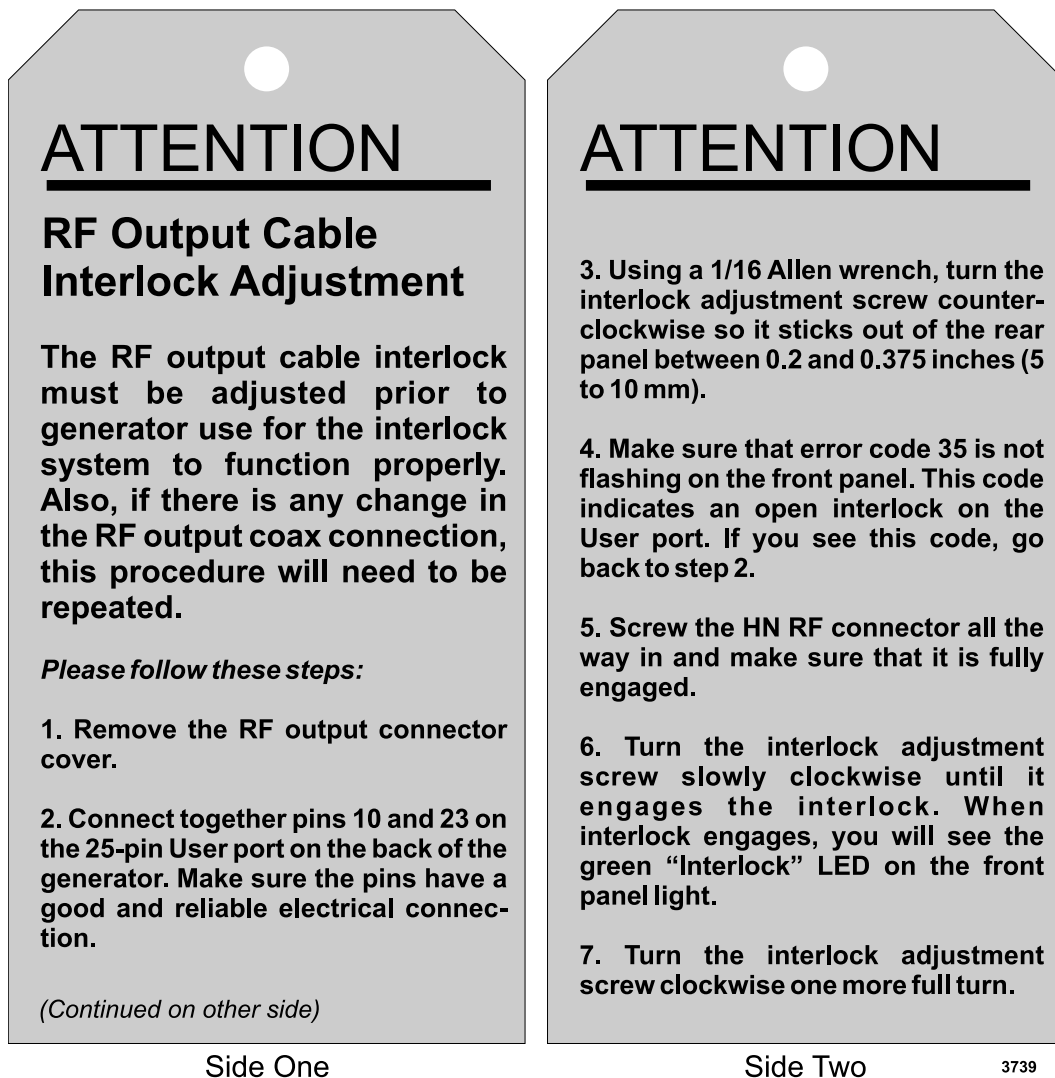 ATTENTION
RF Output Cable
Interlock Adjustment
The RF output cable interlock
must be adjusted prior to
generator use for the interlock
system to function properly.
Also, if there is any change in
the RF output coax connection,
this procedure will need to be
repeated.
Please follow these steps:
1. Remove the RF output connector
cover.
2. Connect together pins 10 and 23 on
the 25-pin User port on the back of the
generator. Make sure the pins have a
good and reliable electrical connec-
tion.
(Continued on other side)
Side One
ATTENTION
3. Using a 1/16 Allen wrench, turn the
interlock adjustment screw counter-
clockwise so it sticks out of the rear
panel between 0.2 and 0.375 inches (5
to 10 mm).
4. Make sure that error code 35 is not
flashing on the front panel. This code
indicates an open interlock on the
User port. If you see this code, go
back to step 2.
5. Screw the HN RF connector all the
way in and make sure that it is fully
engaged.
6. Turn the interlock adjustment
screw slowly clockwise until it
engages the interlock. When
interlock engages, you will see the
green “Interlock” LED on the front
panel light.
7. Turn the interlock adjustment
screw clockwise one more full turn.
Side Two
3739